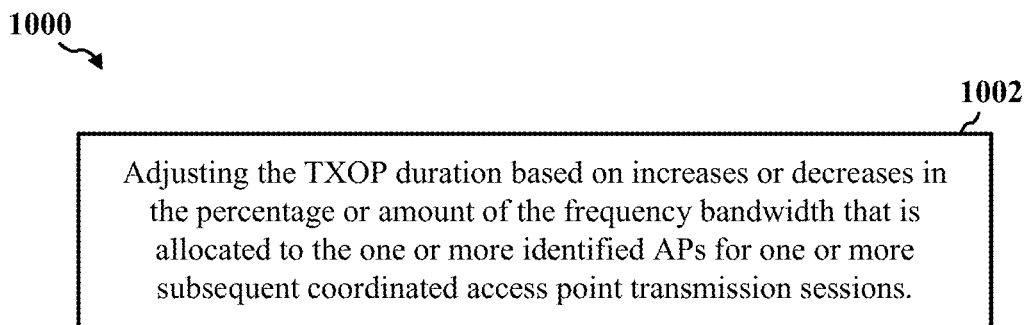 1000
1002
Adjusting the TXOP duration based on increases or decreases in
the percentage or amount of the frequency bandwidth that is
allocated to the one or more identified APs for one or more
subsequent coordinated access point transmission sessions.